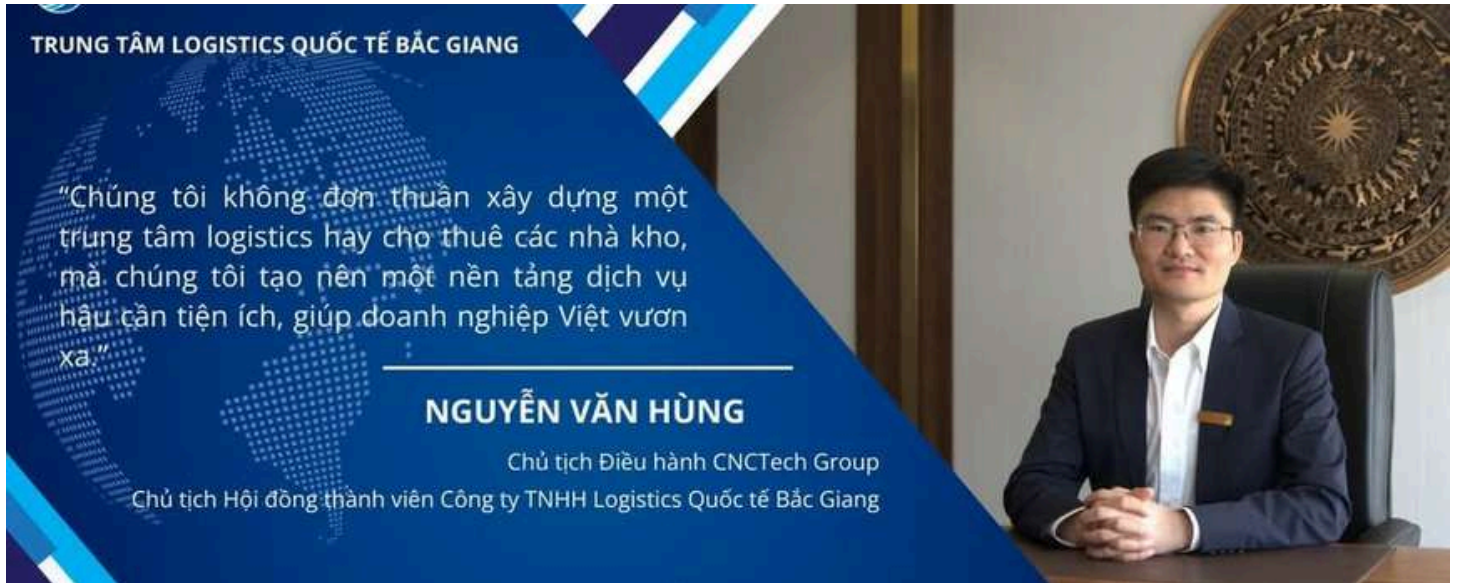 TRUNG TÂM LOGISTICS QUỐC TẾ BẮC GIANG
“Chúng tôi không đơn thuần xây dựng một
trung tâm logistics hay cho thuê các nhà kho,
mà chúng tôi tạo nên một nền tảng dịch vụ
hậu cần tiện ích, giúp doanh nghiệp Việt vươn
xa.”
NGUYỄN VĂN HÙNG
Chủ tịch Điều hành CNCTech Group
Chủ tịch Hội đồng thành viên Công ty TNHH Logistics Quốc tế Bắc Giang